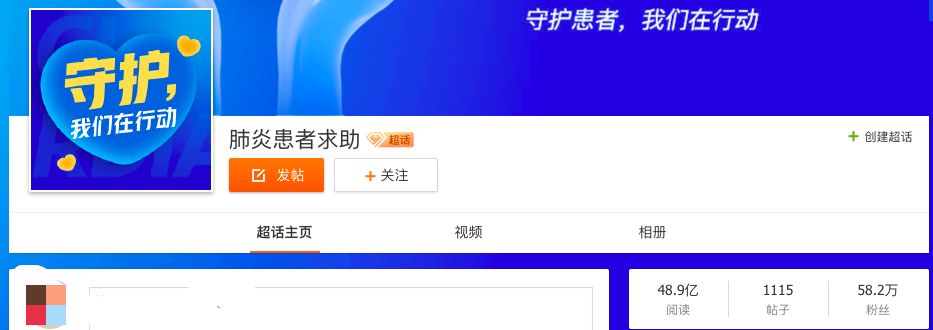 守护患者，我们在行动
守护，
我们在行动
肺炎患者求助 超话
发帖 + 关注
+ 创建超话
超话主页 视频 相册
48.9亿 1115 58.2万
阅读 帖子 粉丝